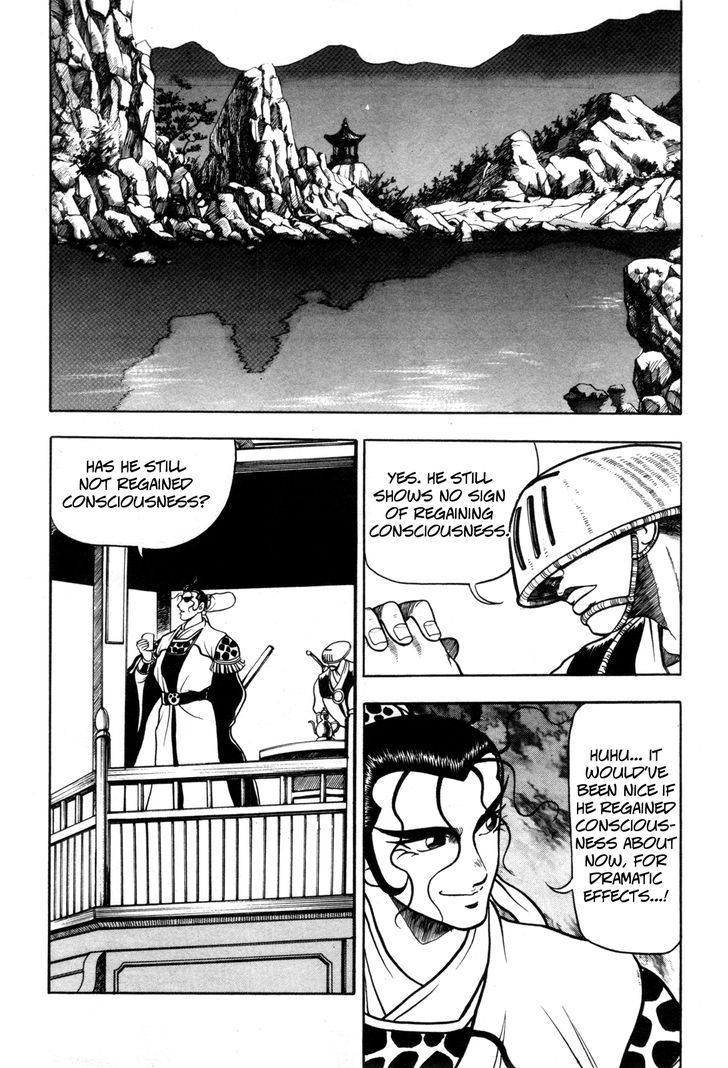 HAS HE STILL
NOT REGAINED
CONSCIOUSNESS?
YES. HE STILL
SHOWS NO SIGN
OF REGAINING
CONSCIOUSNESS.
HUHU... IT
WOULD'VE
BEEN NICE IF
HE REGAINED
CONSCIOUS-
NESS ABOUT
NOW, FOR
DRAMATIC
EFFECTS...!